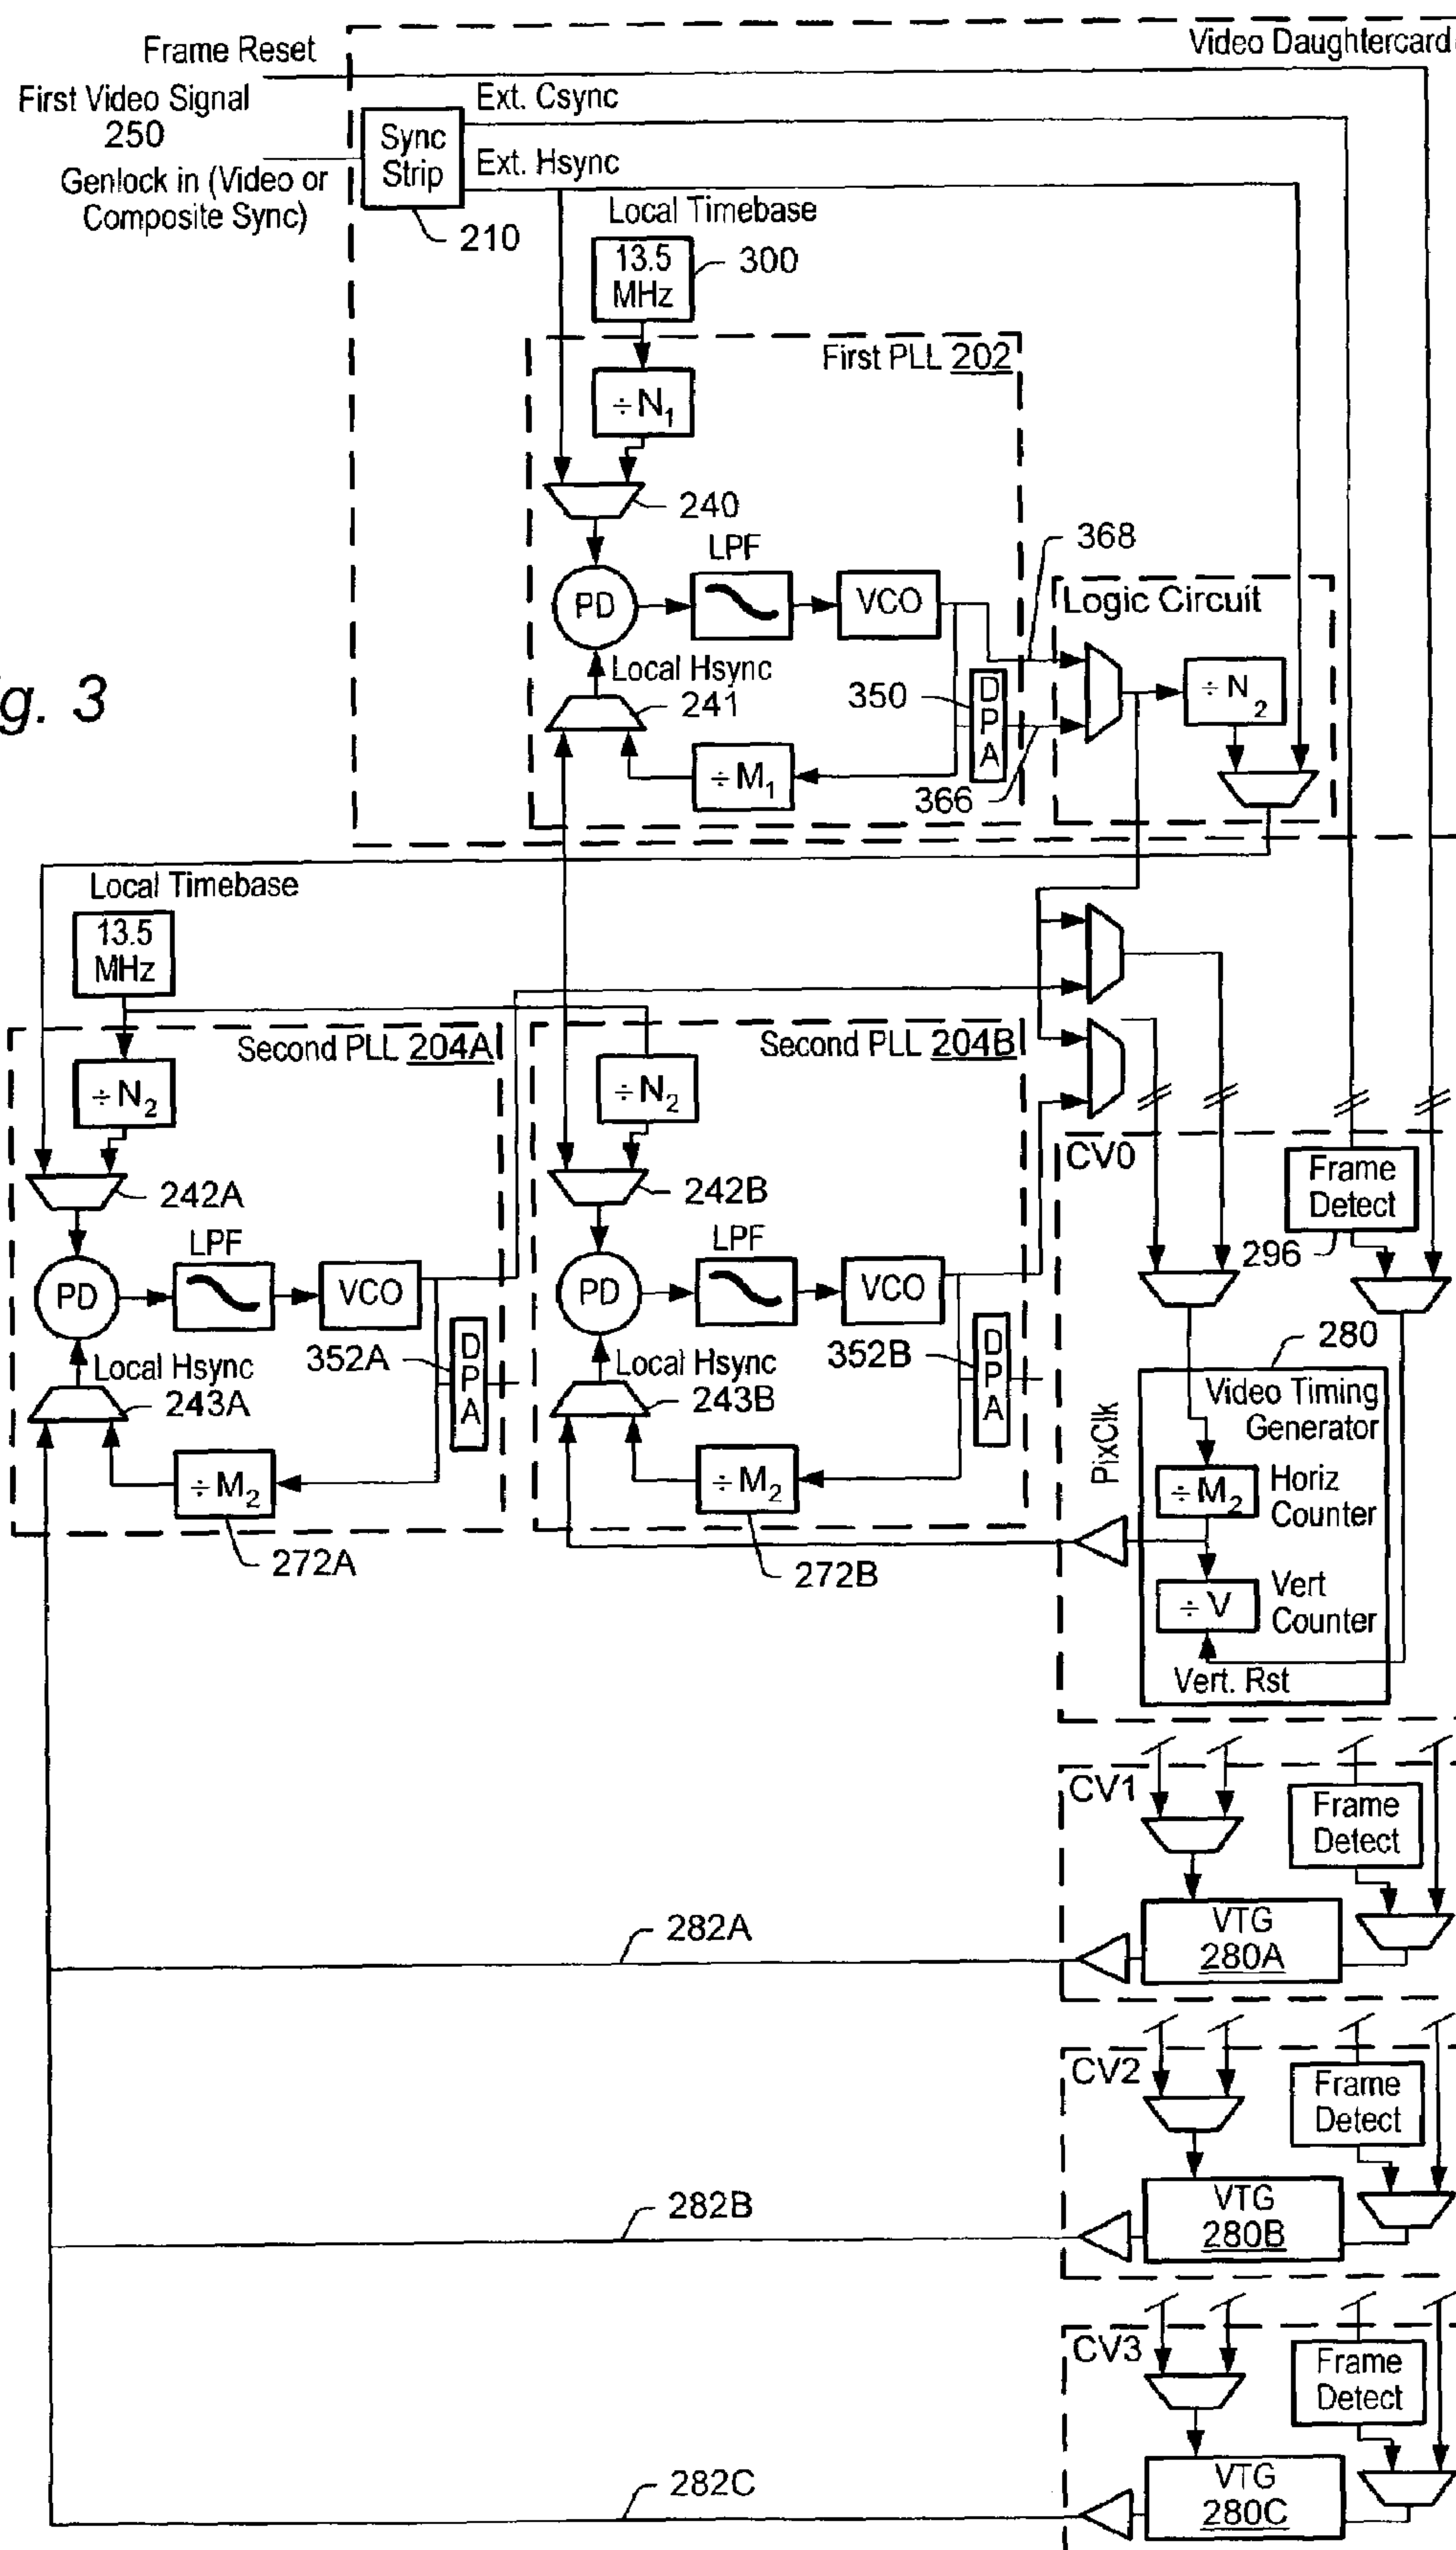 Frame Reset
Video Daughtercard
First Video Signal
250
Genlock in (Video or
Composite Sync)
Sync
Strip
210
Ext. Csync
Ext. Hsync
Local Timebase
13.5
MHz
300
First PLL 202
÷ N1
240
PD
LPF
VCO
368
Logic Circuit
÷ N2
Local Hsync
241
350
D
P
A
÷ M1
366
g. 3
Local Timebase
13.5
MHz
Second PLL 204A
÷ N2
242A
PD
LPF
VCO
352A
D
P
A
Local Hsync
243A
÷ M2
272A
Second PLL 204B
÷ N2
242B
PD
LPF
VCO
352B
D
P
A
Local Hsync
243B
÷ M2
272B
CV0
Frame
Detect
296
280
Video Timing
Generator
PixClk
÷ M2
Horiz
Counter
÷ V
Vert
Counter
Vert. Rst
CV1
Frame
Detect
VTG
280A
282A
CV2
Frame
Detect
VTG
280B
282B
CV3
Frame
Detect
VTG
280C
282C